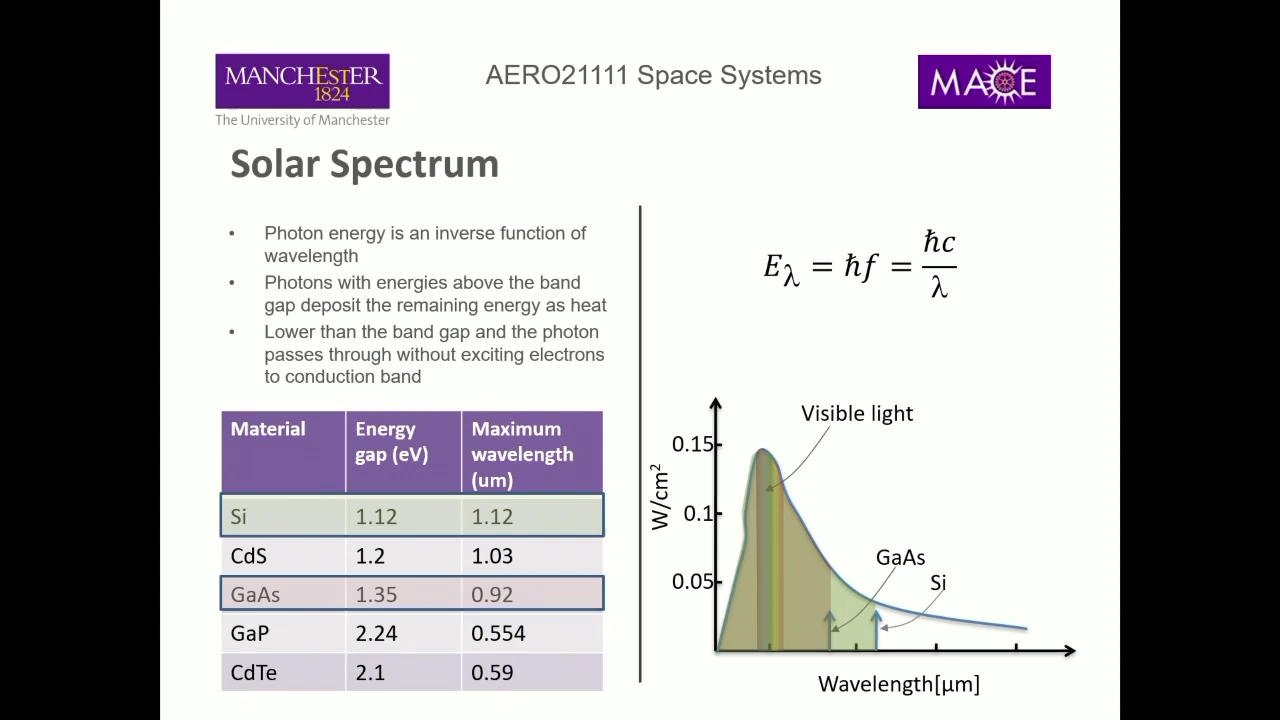 MANCHEsTER
1824
The University of Manchester
AERO21111 Space Systems
MACE
Solar Spectrum
• Photon energy is an inverse function of
wavelength
• Photons with energies above the band
gap deposit the remaining energy as heat
• Lower than the band gap and the photon
passes through without exciting electrons
to conduction band
Material Energy gap (eV) Maximum wavelength (um)
Si 1.12 1.12
CdS 1.2 1.03
GaAs 1.35 0.92
GaP 2.24 0.554
CdTe 2.1 0.59
E_λ = ℏf = ℏc/λ
Visible light
0.15
W/cm²
0.1
GaAs
Si
0.05
Wavelength[μm]